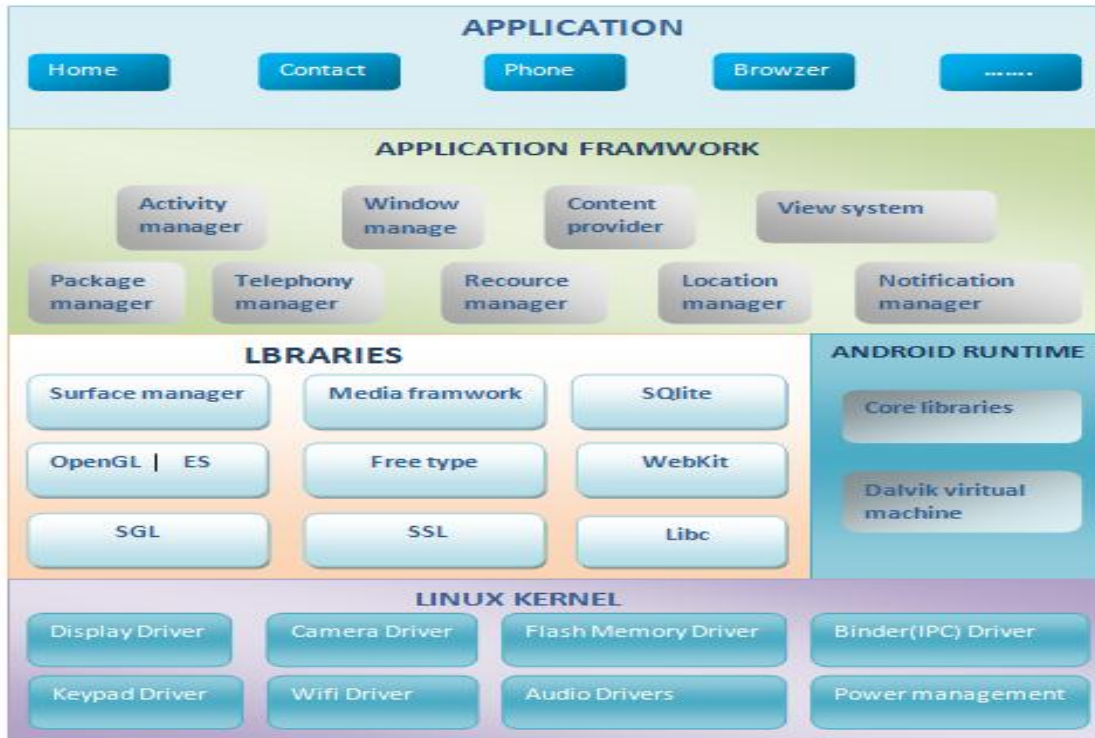 APPLICATION
Home
Contact
Phone
Browzer
.......
APPLICATION FRAMWORK
Activity
manager
Window
manage
Content
provider
View system
Package
manager
Telephony
manager
Recource
manager
Location
manager
Notification
manager
LBRARIES
Surface manager
Media framwork
SQlite
OpenGL | ES
Free type
WebKit
SGL
SSL
Libc
ANDROID RUNTIME
Core libraries
Dalvik viritual
machine
LINUX KERNEL
Display Driver
Camera Driver
Flash Memory Driver
Binder(IPC) Driver
Keypad Driver
Wifi Driver
Audio Drivers
Power management